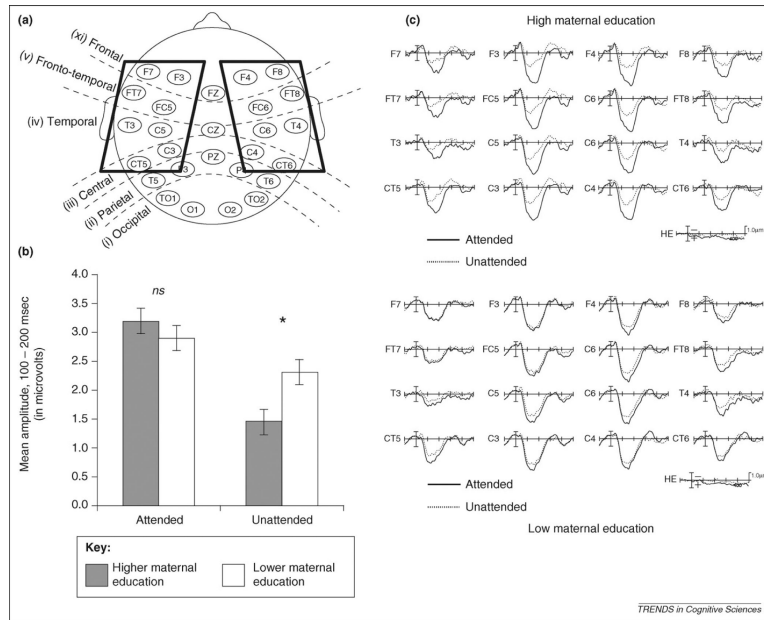 (a)
(xi) Frontal
(v) Fronto-temporal
(iv) Temporal
(iii) Central
(ii) Parietal
(i) Occipital
F7 F3 FZ F4 F8
FT7 FC5 FC6 FT8
T3 C5 CZ C6 T4
C3 PZ C4
CT5 CT6
T5 T6
TO1 O1 O2 TO2
(b)
Mean amplitude, 100 – 200 msec
(in microvolts)
4.0
3.5
3.0
2.5
2.0
1.5
1.0
0.5
0.0
ns
*
Attended Unattended
Key:
Higher maternal
education
Lower maternal
education
(c)
High maternal education
F7 F3 F4 F8
FT7 FC5 C6 FT8
T3 C5 C6 T4
CT5 C3 C4 CT6
HE 400 1.0μm
Attended
Unattended
F7 F3 F4 F8
FT7 FC5 C6 FT8
T3 C5 C6 T4
CT5 C3 C4 CT6
HE 400 1.0μ
Attended
Unattended
Low maternal education
TRENDS in Cognitive Sciences